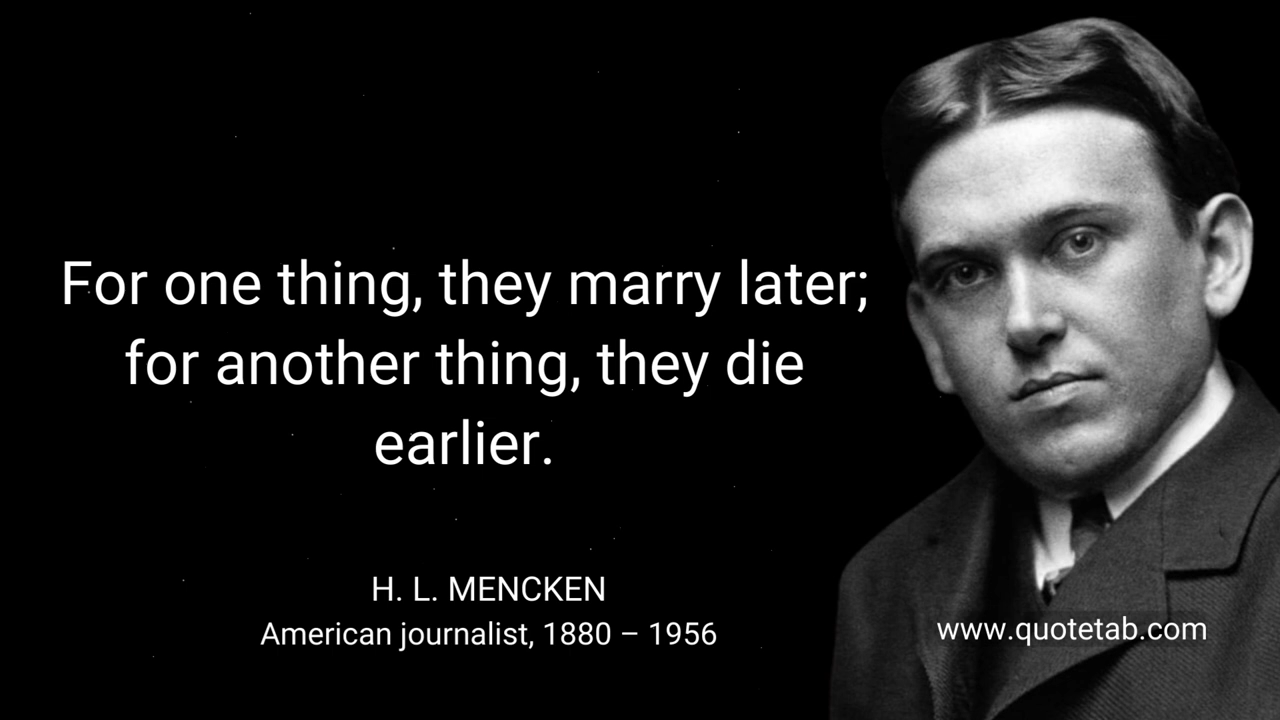 For one thing, they marry later;
for another thing, they die
earlier.
H. L. MENCKEN
American journalist, 1880 – 1956
www.quotetab.com